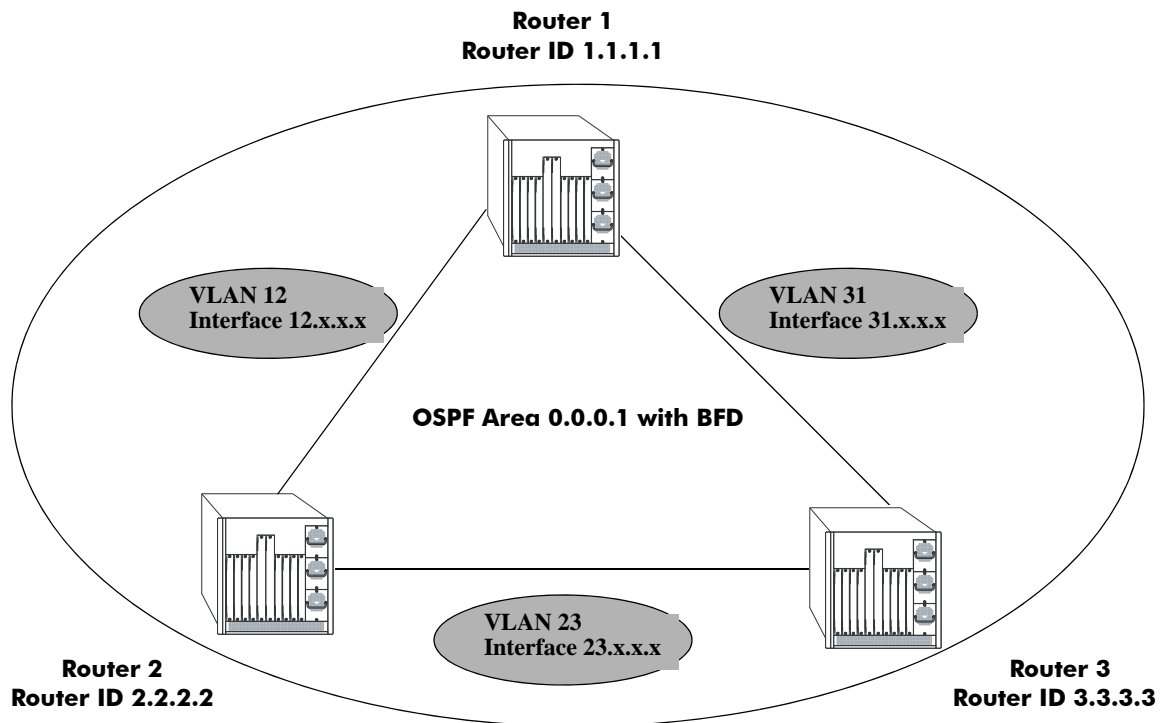 Router 1
Router ID 1.1.1.1
VLAN 12
Interface 12.x.x.x
VLAN 31
Interface 31.x.x.x
OSPF Area 0.0.0.1 with BFD
VLAN 23
Interface 23.x.x.x
Router 2
Router ID 2.2.2.2
Router 3
Router ID 3.3.3.3